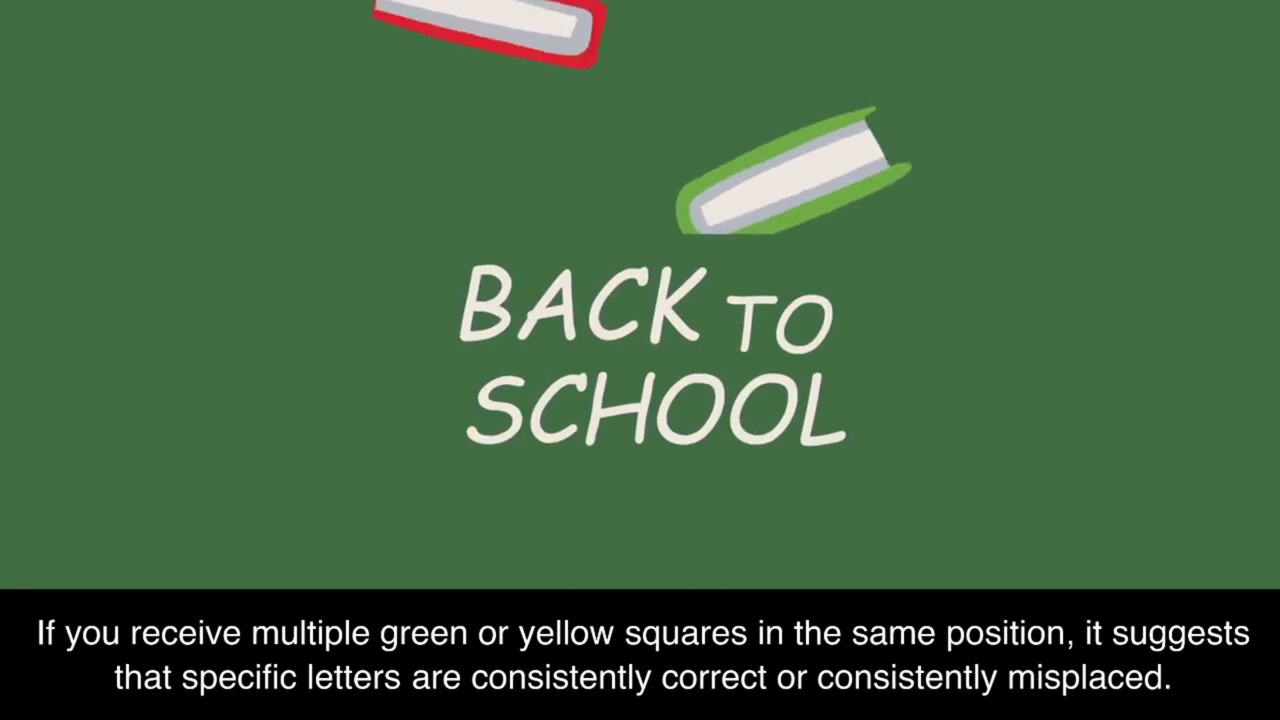 BACK TO
SCHOOL
If you receive multiple green or yellow squares in the same position, it suggests
that specific letters are consistently correct or consistently misplaced.